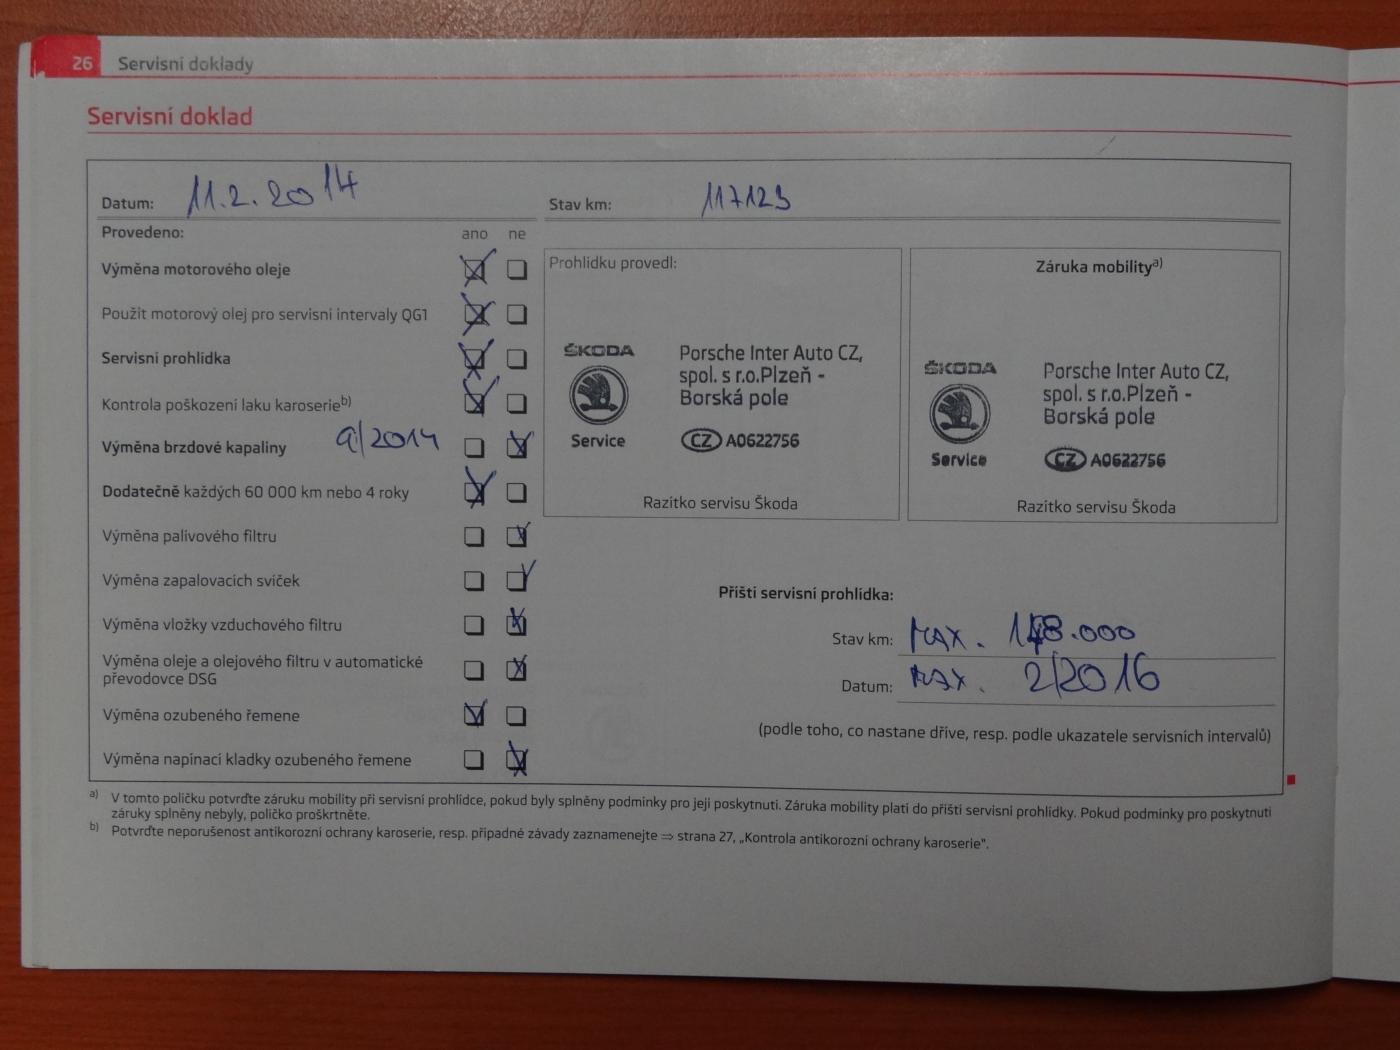 26 Servisní doklady
Servisní doklad
Datum: 11.2.2014
Stav km: 117123
Provedeno: ano ne
Výměna motorového oleje
Použit motorový olej pro servisní intervaly QG1
Servisní prohlídka
Kontrola poškození laku karoserie b)
Výměna brzdové kapaliny 9/2014
Dodatečně každých 60 000 km nebo 4 roky
Výměna palivového filtru
Výměna zapalovacích svíček
Výměna vložky vzduchového filtru
Výměna oleje a olejového filtru v automatické
převodovce DSG
Výměna ozubeného řemene
Výměna napínací kladky ozubeného řemene
Prohlídku provedl:
ŠKODA
Service
Porsche Inter Auto CZ,
spol. s r.o.Plzeň -
Borská pole
CZ A0622756
Razítko servisu Škoda
Záruka mobility a)
ŠKODA
Service
Porsche Inter Auto CZ,
spol. s r.o.Plzeň -
Borská pole
CZ A0622756
Razítko servisu Škoda
Příští servisní prohlídka:
Stav km: MAX. 148.000
Datum: MAX. 2/2016
(podle toho, co nastane dříve, resp. podle ukazatele servisních intervalů)
a) V tomto políčku potvrďte záruku mobility při servisní prohlídce, pokud byly splněny podmínky pro její poskytnutí. Záruka mobility platí do příští servisní prohlídky. Pokud podmínky pro poskytnutí
záruky splněny nebyly, políčko proškrtněte.
b) Potvrďte neporušenost antikorozní ochrany karoserie, resp. případné závady zaznamenejte ⇒ strana 27, „Kontrola antikorozní ochrany karoserie".